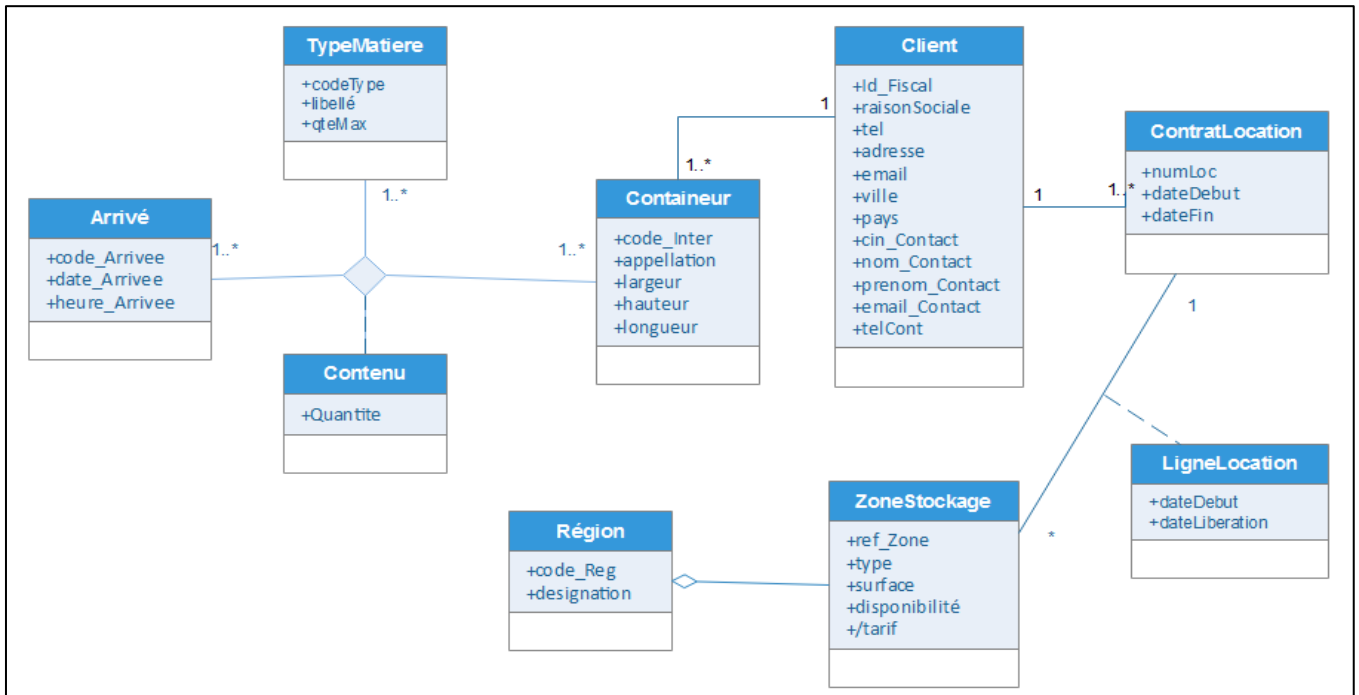 TypeMatiere
+codeType
+libellé
+qteMax
1..*
Client
+Id_Fiscal
+raisonSociale
+tel
+adresse
+email
+ville
+pays
+cin_Contact
+nom_Contact
+prenom_Contact
+email_Contact
+telCont
1
1..*
ContratLocation
+numLoc
+dateDebut
+dateFin
1
1..*
1
Arrivé
+code_Arrivee
+date_Arrivee
+heure_Arrivee
1..*
1..*
Containeur
+code_Inter
+appellation
+largeur
+hauteur
+longueur
Contenu
+Quantite
LigneLocation
+dateDebut
+dateLiberation
*
Région
+code_Reg
+designation
ZoneStockage
+ref_Zone
+type
+surface
+disponibilité
+/tarif